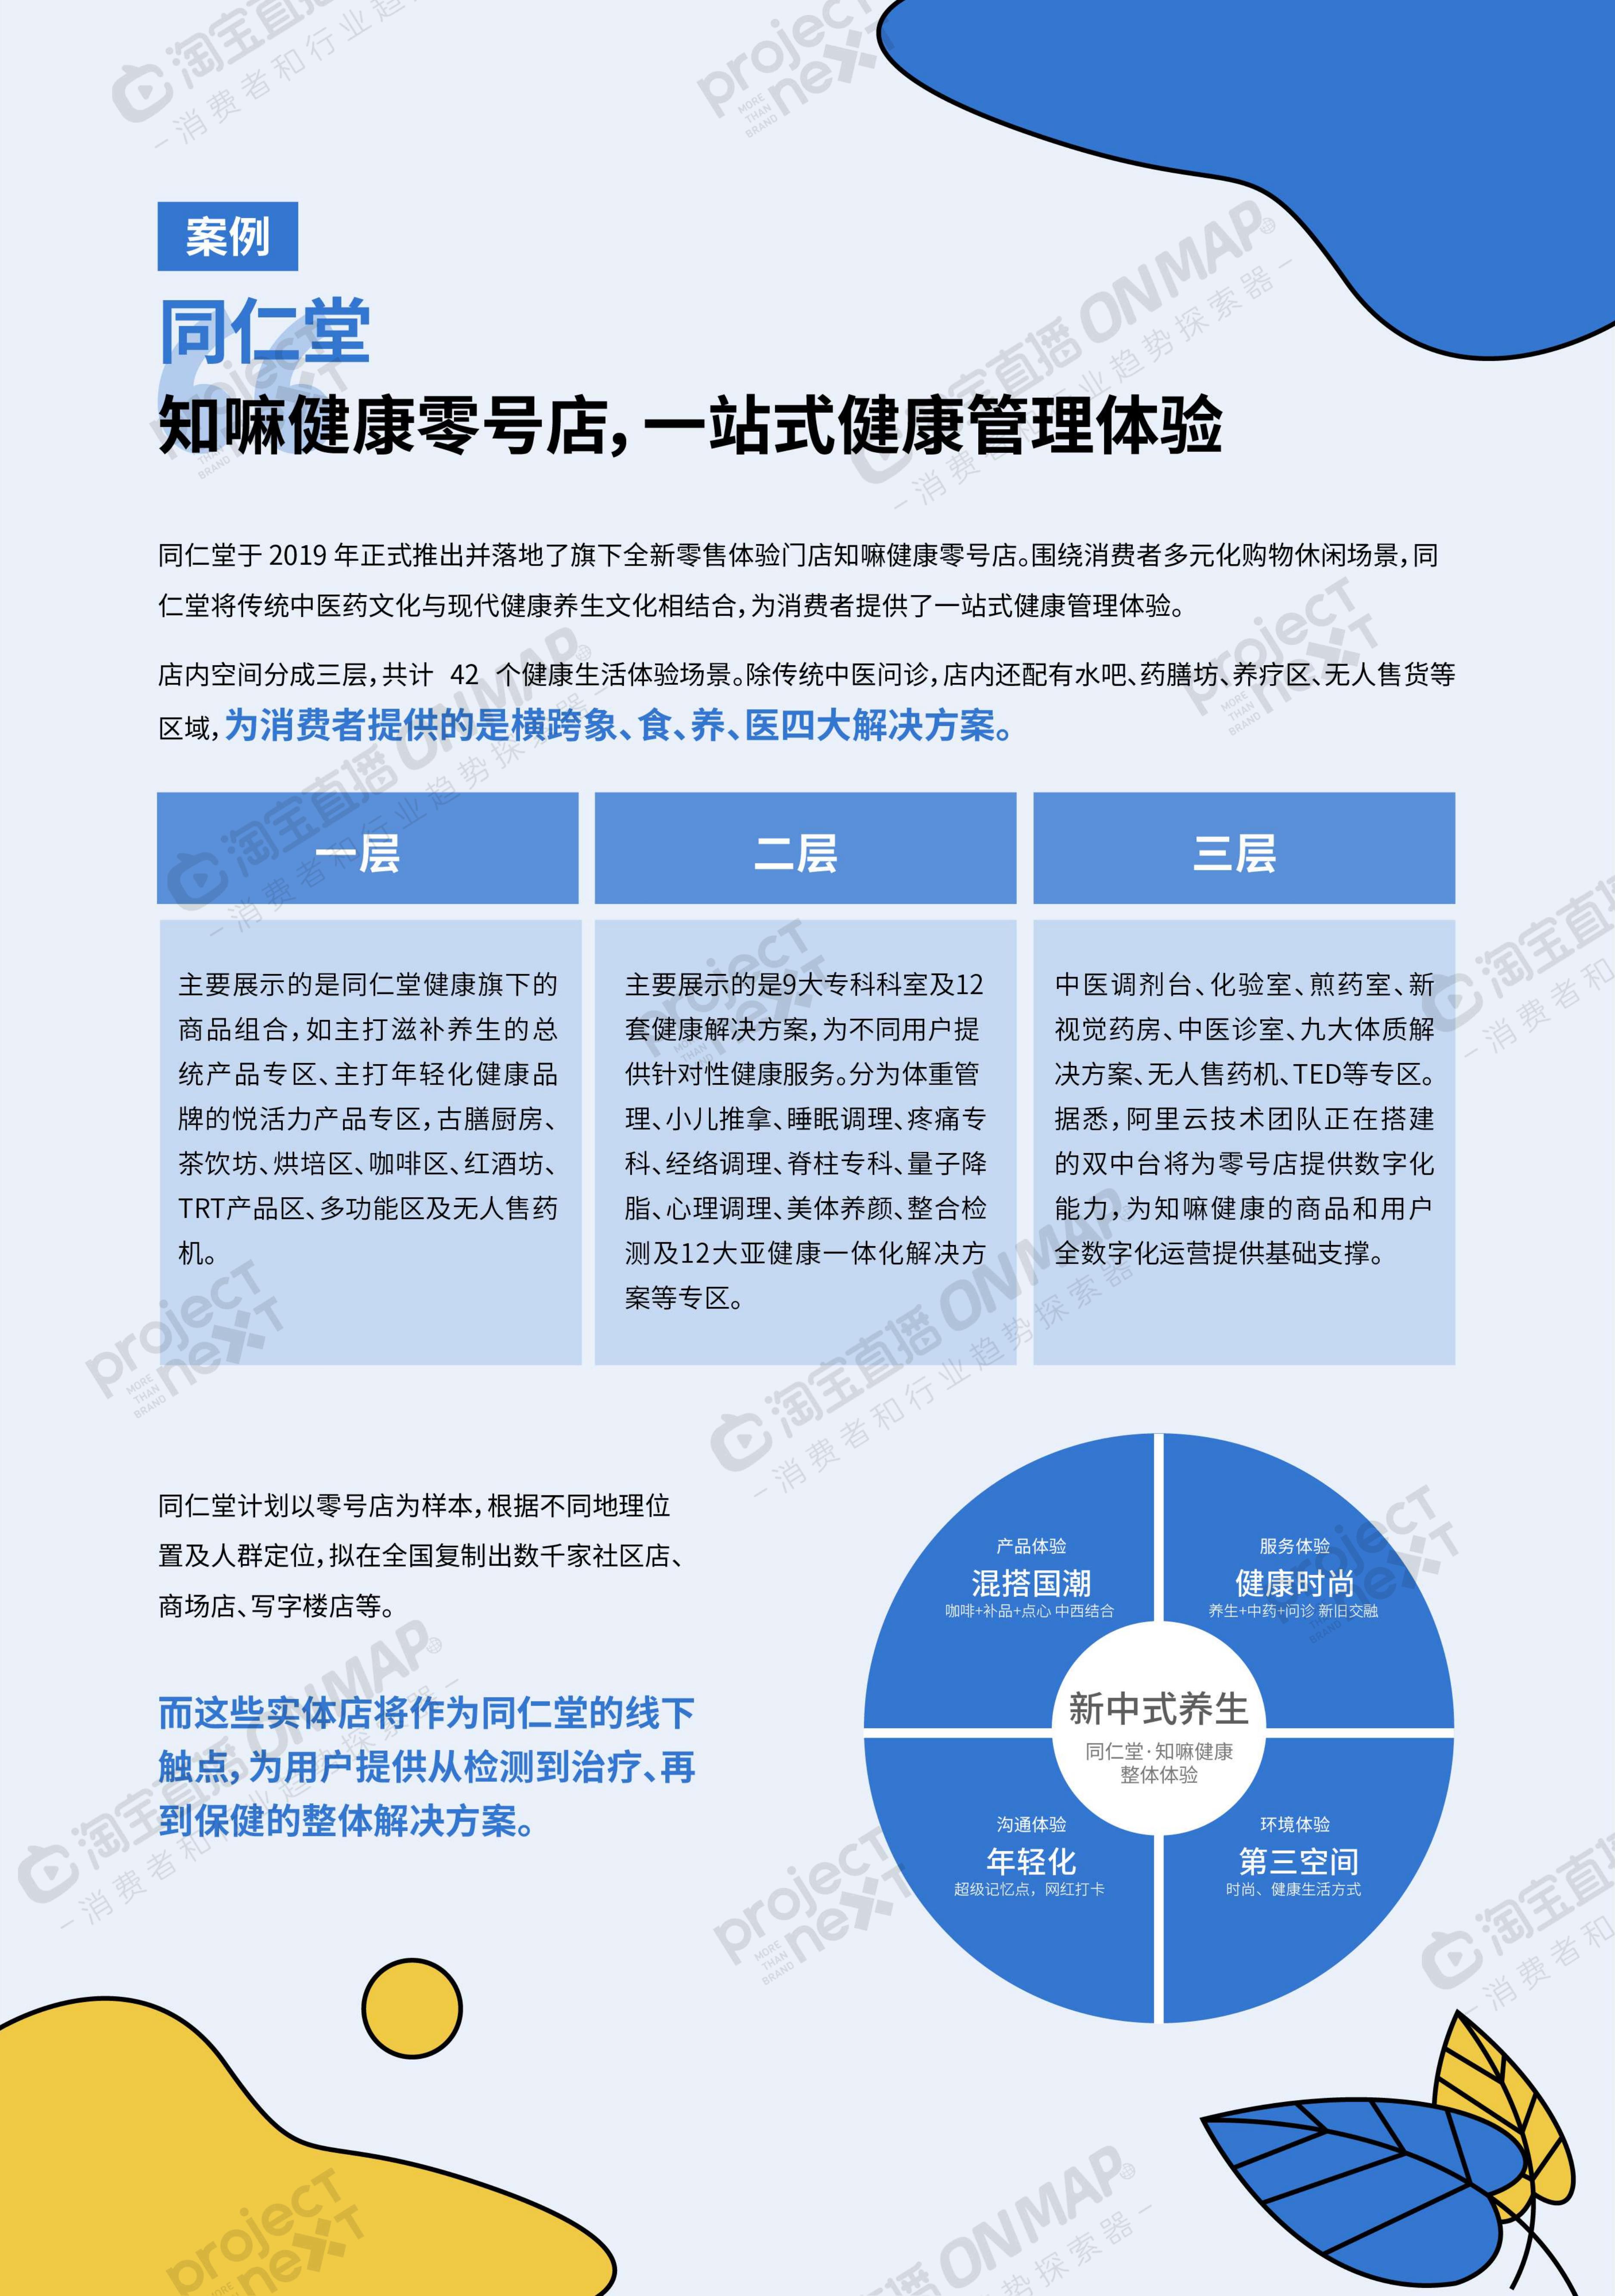 案例
同仁堂
知嘛健康零号店，一站式健康管理体验
同仁堂于 2019 年正式推出并落地了旗下全新零售体验门店知嘛健康零号店。围绕消费者多元化购物休闲场景，同
仁堂将传统中医药文化与现代健康养生文化相结合，为消费者提供了一站式健康管理体验。
店内空间分成三层，共计 42 个健康生活体验场景。除传统中医问诊，店内还配有水吧、药膳坊、养疗区、无人售货等
区域，为消费者提供的是横跨象、食、养、医四大解决方案。
一层
主要展示的是同仁堂健康旗下的
商品组合，如主打滋补养生的总
统产品专区、主打年轻化健康品
牌的悦活力产品专区，古膳厨房、
茶饮坊、烘培区、咖啡区、红酒坊、
TRT产品区、多功能区及无人售药
机。
二层
主要展示的是9大专科科室及12
套健康解决方案，为不同用户提
供针对性健康服务。分为体重管
理、小儿推拿、睡眠调理、疼痛专
科、经络调理、脊柱专科、量子降
脂、心理调理、美体养颜、整合检
测及12大亚健康一体化解决方
案等专区。
三层
中医调剂台、化验室、煎药室、新
视觉药房、中医诊室、九大体质解
决方案、无人售药机、TED等专区。
据悉，阿里云技术团队正在搭建
的双中台将为零号店提供数字化
能力，为知嘛健康的商品和用户
全数字化运营提供基础支撑。
同仁堂计划以零号店为样本，根据不同地理位
置及人群定位，拟在全国复制出数千家社区店、
商场店、写字楼店等。
而这些实体店将作为同仁堂的线下
触点，为用户提供从检测到治疗、再
到保健的整体解决方案。
产品体验
混搭国潮
咖啡+补品+点心 中西结合
服务体验
健康时尚
养生+中药+问诊 新旧交融
新中式养生
同仁堂·知嘛健康
整体体验
沟通体验
年轻化
超级记忆点，网红打卡
环境体验
第三空间
时尚、健康生活方式
淘宝直播ONMAP
－消费者和行业趋势探索器－
project
next
MORE
THAN
BRAND